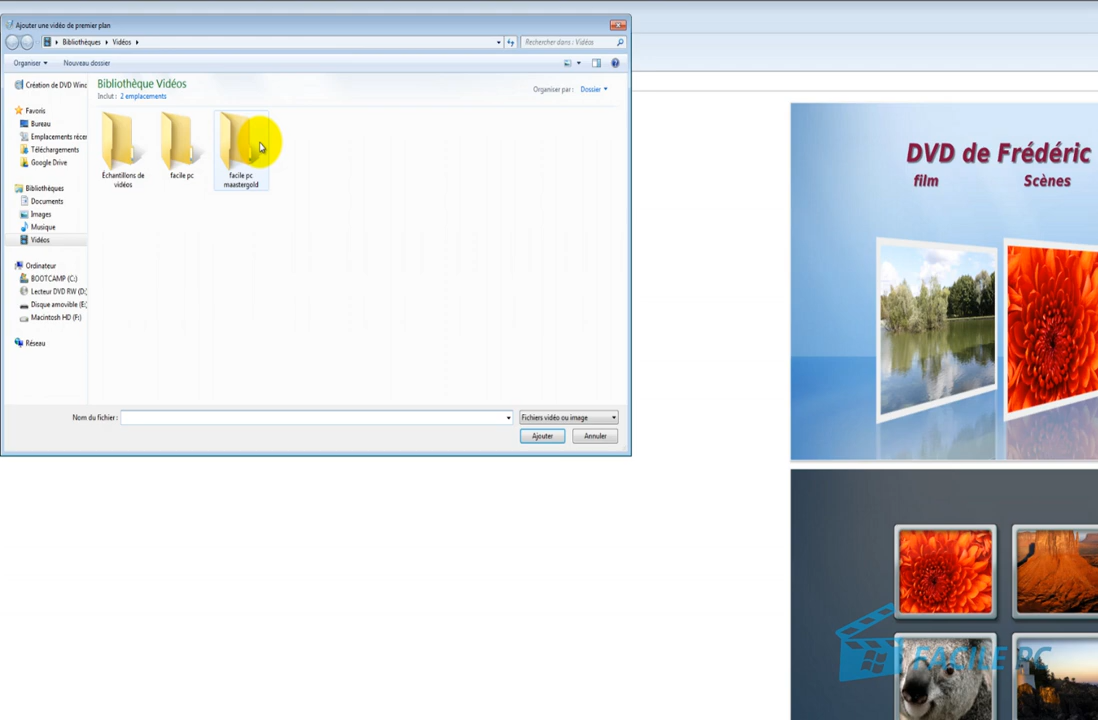 Ajouter une vidéo de premier plan
Bibliothèques
Vidéos
Rechercher dans : Vidéos
Organiser
Nouveau dossier
Création de DVD Winc
Bibliothèque Vidéos
Inclut : 2 emplacements
Organiser par :
Dossier
Favoris
Bureau
Emplacements récer
Téléchargements
Google Drive
Bibliothèques
Documents
Images
Musique
Vidéos
Ordinateur
BOOTCAMP (C:)
Lecteur DVD RW (D:
Disque amovible (E:
Macintosh HD (F:)
Réseau
Échantillons de
vidéos
facile pc
facile pc
maastergold
Nom du fichier :
Fichiers vidéo ou image
Ajouter
Annuler
DVD de Frédéric
film
Scènes
FACILE PC